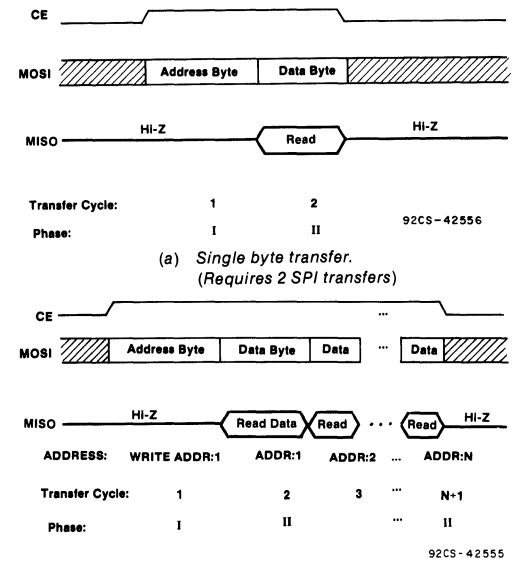 CE
MOSI Address Byte Data Byte
Hi-Z Hi-Z
MISO Read
Transfer Cycle: 1 2
92CS-42556
Phase: I II
(a) Single byte transfer.
(Requires 2 SPI transfers)
CE ...
MOSI Address Byte Data Byte Data ... Data
Hi-Z Hi-Z
MISO Read Data Read ... Read
ADDRESS: WRITE ADDR:1 ADDR:1 ADDR:2 ... ADDR:N
Transfer Cycle: 1 2 3 ... N+1
Phase: I II ... II
92CS-42555